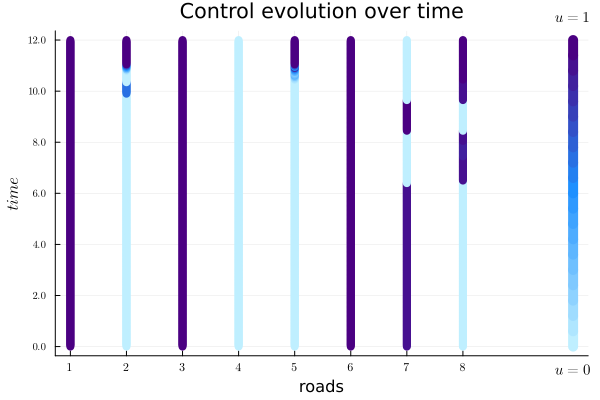 Control evolution over time
u = 1
12.0
10.0
8.0
6.0
4.0
2.0
0.0
time
1 2 3 4 5 6 7 8
u = 0
roads